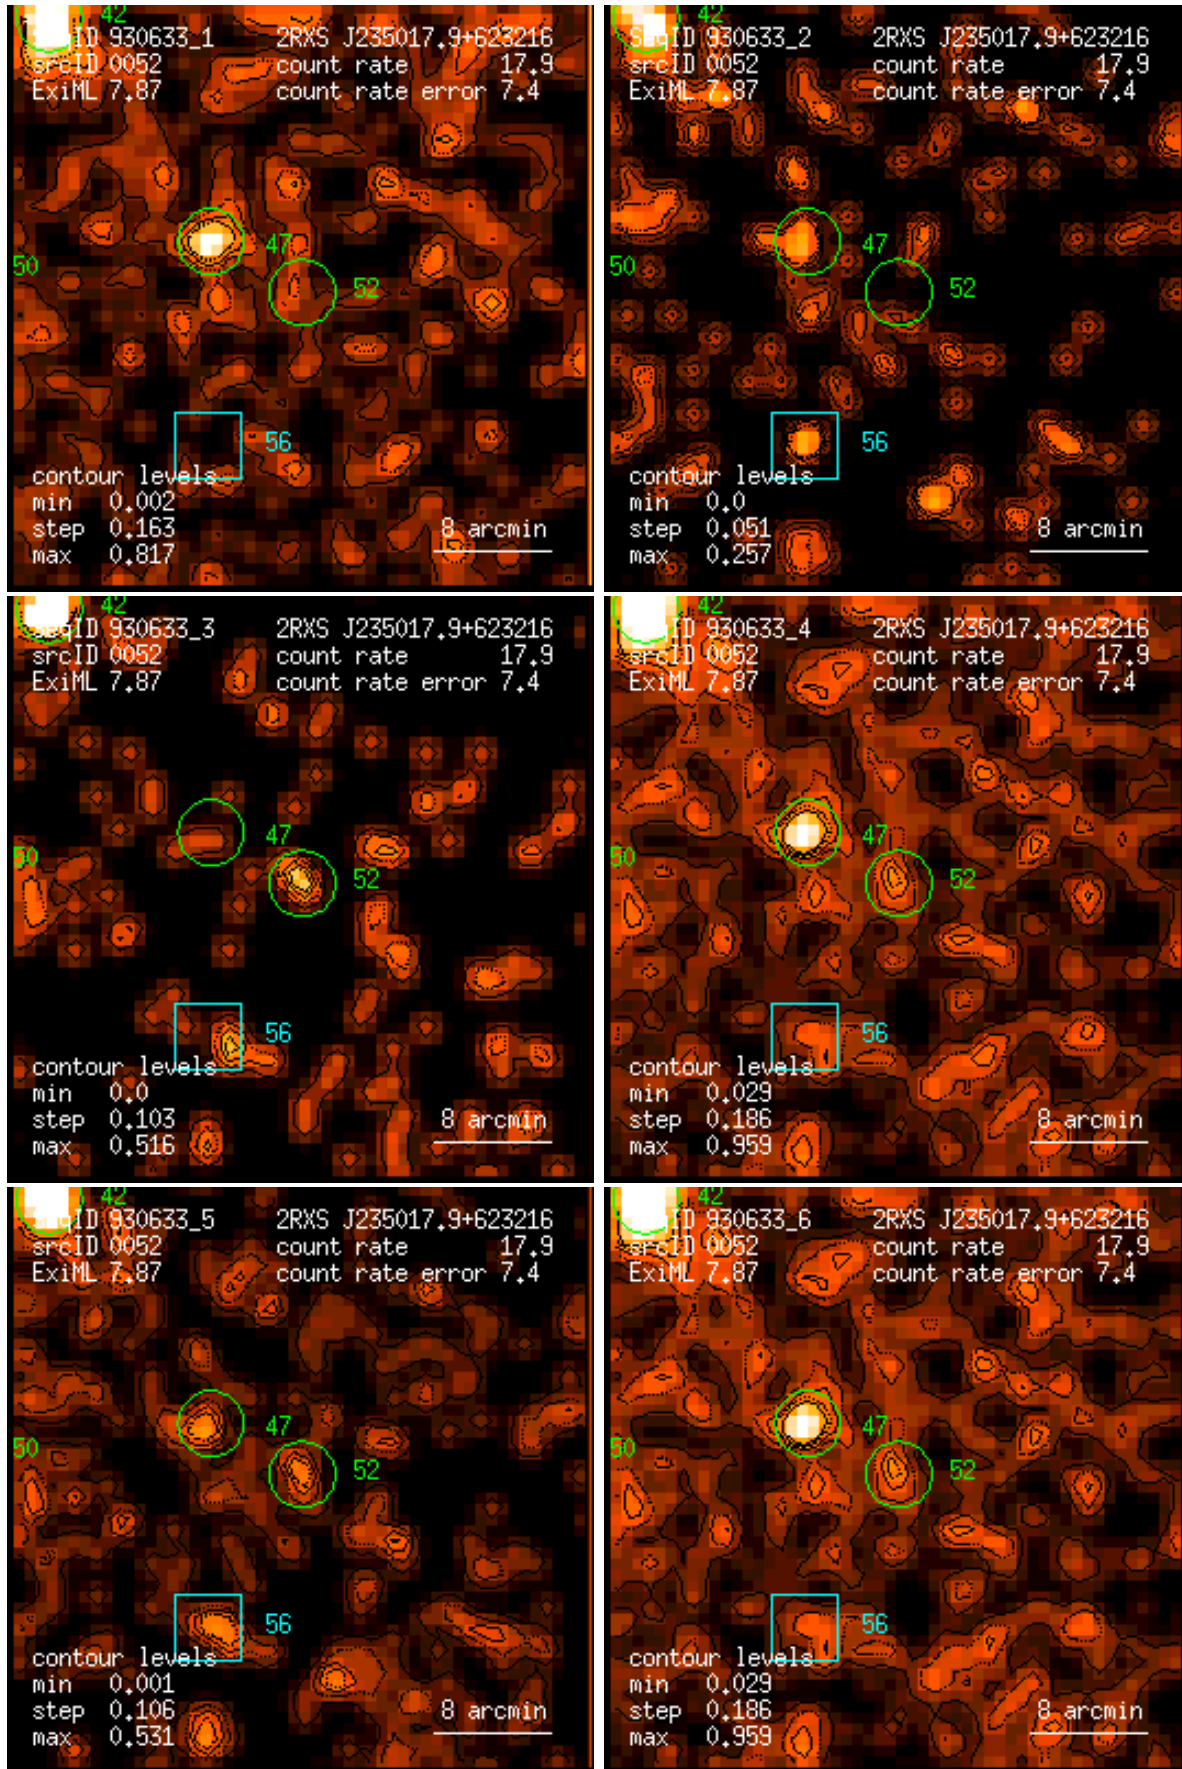 42
SeqID 930633_1 2RXS J235017.9+623216
srcID 0052 count rate 17.9
ExiML 7.87 count rate error 7.4
47
50
52
56
contour levels
min 0.002
step 0.163 8 arcmin
max 0.817
42
SeqID 930633_2 2RXS J235017.9+623216
srcID 0052 count rate 17.9
ExiML 7.87 count rate error 7.4
47
50
52
56
contour levels
min 0.0
step 0.051 8 arcmin
max 0.257
42
SeqID 930633_3 2RXS J235017.9+623216
srcID 0052 count rate 17.9
ExiML 7.87 count rate error 7.4
47
50
52
56
contour levels
min 0.0
step 0.103 8 arcmin
max 0.516
42
SeqID 930633_4 2RXS J235017.9+623216
srcID 0052 count rate 17.9
ExiML 7.87 count rate error 7.4
47
50
52
56
contour levels
min 0.029
step 0.186 8 arcmin
max 0.959
42
SeqID 930633_5 2RXS J235017.9+623216
srcID 0052 count rate 17.9
ExiML 7.87 count rate error 7.4
47
50
52
56
contour levels
min 0.001
step 0.106 8 arcmin
max 0.531
42
SeqID 930633_6 2RXS J235017.9+623216
srcID 0052 count rate 17.9
ExiML 7.87 count rate error 7.4
47
50
52
56
contour levels
min 0.029
step 0.186 8 arcmin
max 0.959